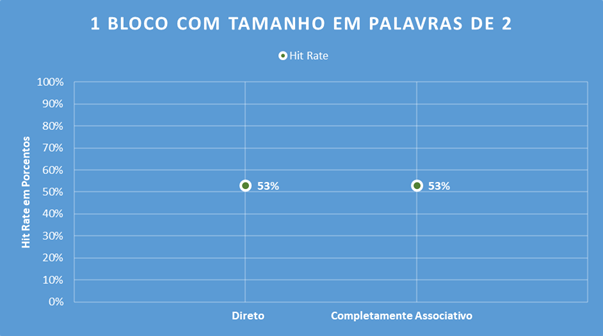 1 BLOCO COM TAMANHO EM PALAVRAS DE 2
Hit Rate
Hit Rate em Porcentos
100%
90%
80%
70%
60%
50%
40%
30%
20%
10%
0%
53%
53%
Direto
Completamente Associativo